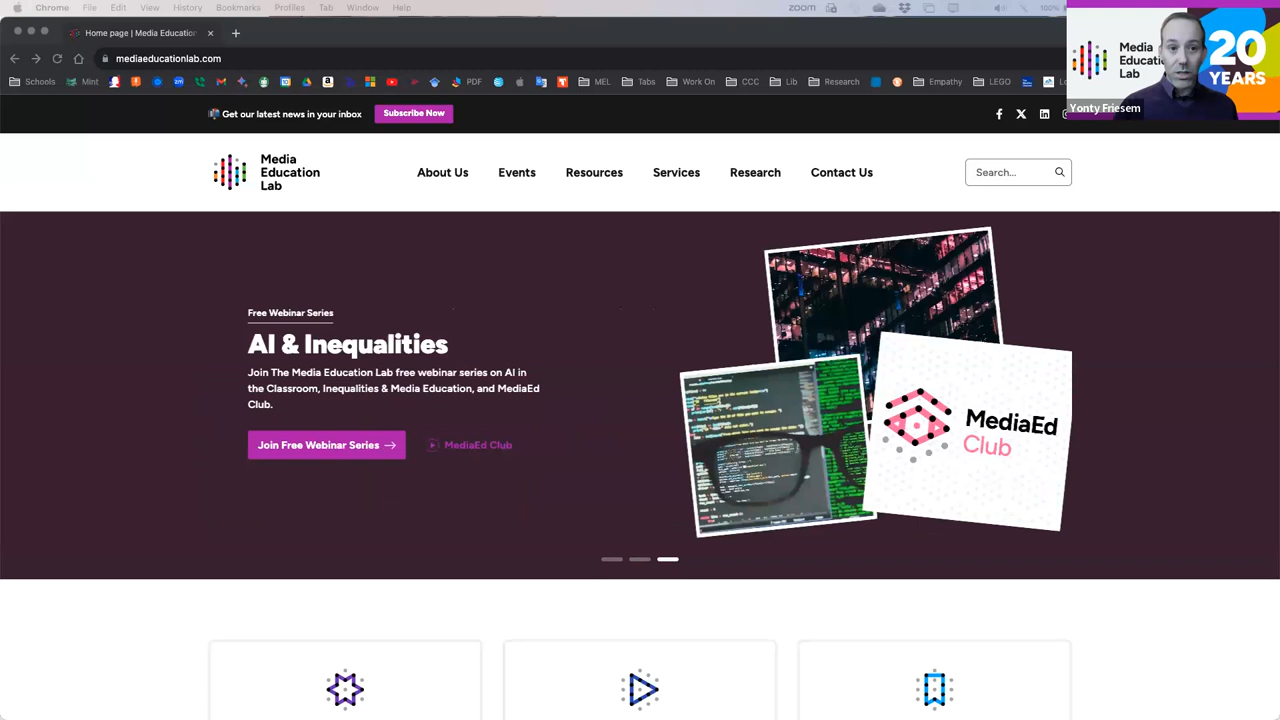 Chrome File Edit View History Bookmarks Profiles Tab Window Help zoom 100%
Home page | Media Education
mediaeducationlab.com
Schools Mint PDF MEL Tabs Work On CCC Lib Research Empathy LEGO
Media
Education
Lab
20
YEARS
Yonty Friesem
Get our latest news in your inbox Subscribe Now
Media
Education
Lab
About Us Events Resources Services Research Contact Us Search...
Free Webinar Series
AI & Inequalities
Join The Media Education Lab free webinar series on AI in
the Classroom, Inequalities & Media Education, and MediaEd
Club.
Join Free Webinar Series MediaEd Club
MediaEd
Club